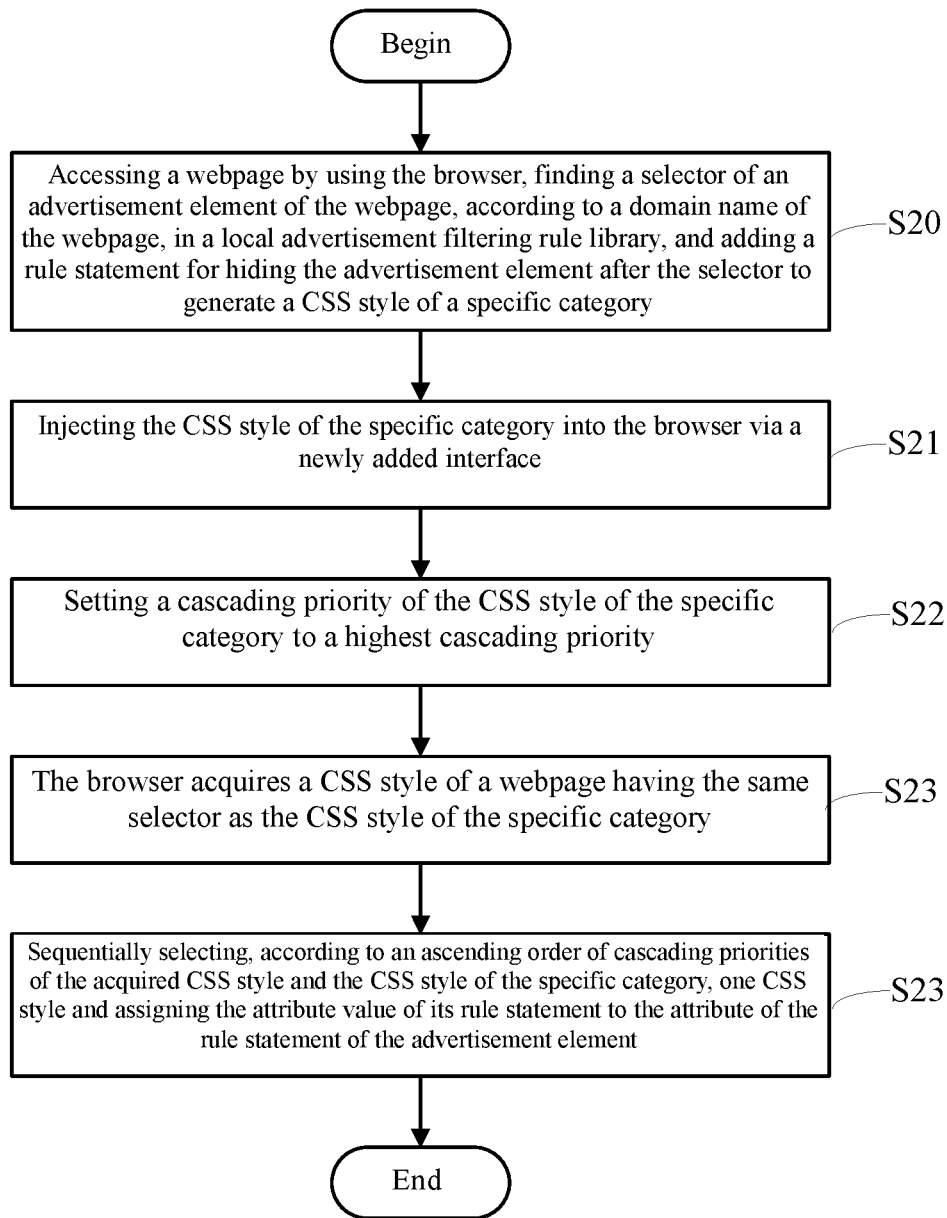 Begin
Accessing a webpage by using the browser, finding a selector of an
advertisement element of the webpage, according to a domain name of
the webpage, in a local advertisement filtering rule library, and adding a
rule statement for hiding the advertisement element after the selector to
generate a CSS style of a specific category
S20
Injecting the CSS style of the specific category into the browser via a
newly added interface
S21
Setting a cascading priority of the CSS style of the specific
category to a highest cascading priority
S22
The browser acquires a CSS style of a webpage having the same
selector as the CSS style of the specific category
S23
Sequentially selecting, according to an ascending order of cascading priorities
of the acquired CSS style and the CSS style of the specific category, one CSS
style and assigning the attribute value of its rule statement to the attribute of the
rule statement of the advertisement element
S23
End